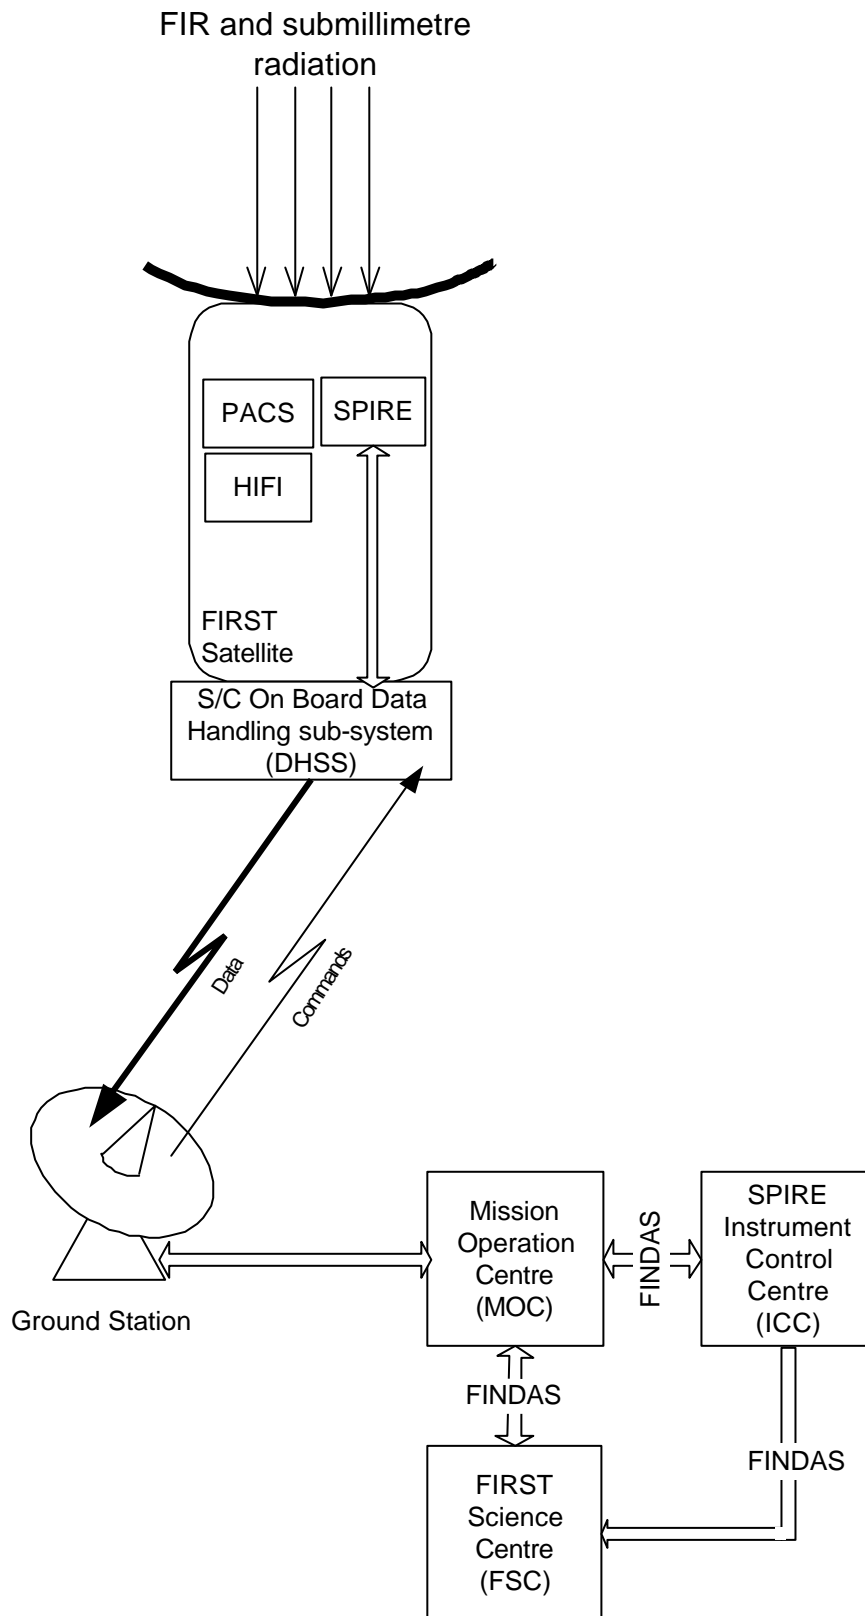 FIR and submillimetre
radiation
PACS
SPIRE
HIFI
FIRST
Satellite
S/C On Board Data
Handling sub-system
(DHSS)
Data
Commands
Ground Station
Mission
Operation
Centre
(MOC)
FINDAS
SPIRE
Instrument
Control
Centre
(ICC)
FINDAS
FINDAS
FIRST
Science
Centre
(FSC)